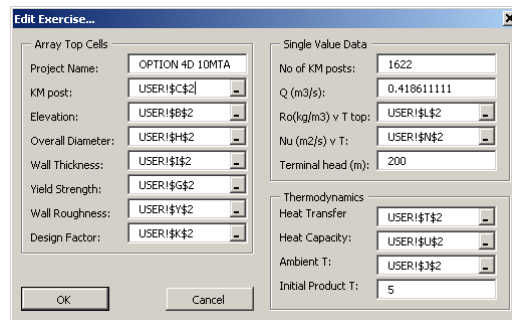 Edit Exercise...
Array Top Cells
Project Name: OPTION 4D 10MTA
KM post: USER!$C$2
Elevation: USER!$B$2
Overall Diameter: USER!$H$2
Wall Thickness: USER!$I$2
Yield Strength: USER!$G$2
Wall Roughness: USER!$Y$2
Design Factor: USER!$K$2
OK
Cancel
Single Value Data
No of KM posts: 1622
Q (m3/s): 0.418611111
Ro(kg/m3) v T top: USER!$L$2
Nu (m2/s) v T: USER!$N$2
Terminal head (m): 200
Thermodynamics
Heat Transfer USER!$T$2
Heat Capacity: USER!$U$2
Ambient T: USER!$J$2
Initial Product T: 5